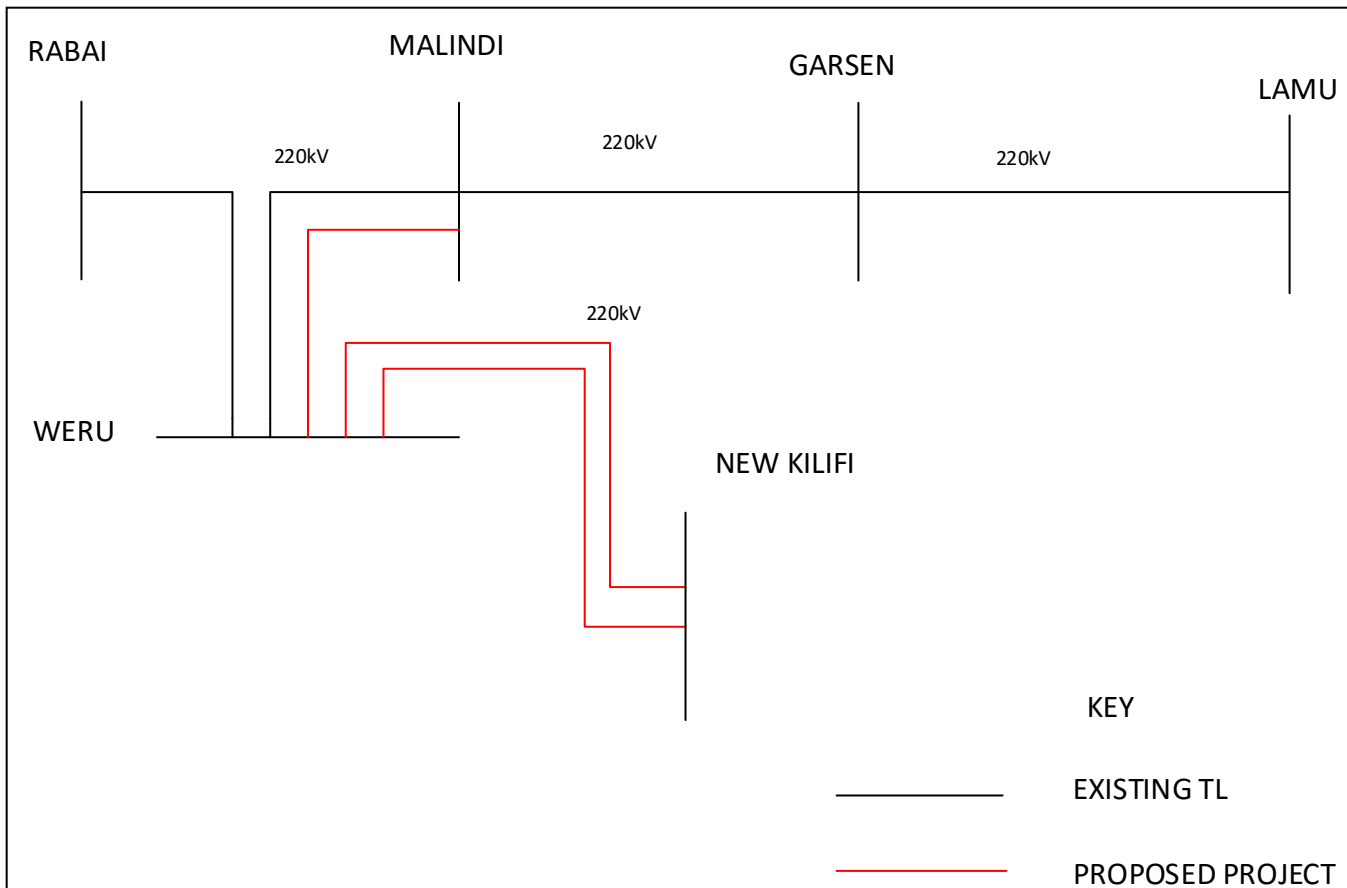 RABAI
MALINDI
GARSEN
LAMU
220kV
220kV
220kV
220kV
WERU
NEW KILIFI
KEY
EXISTING TL
PROPOSED PROJECT